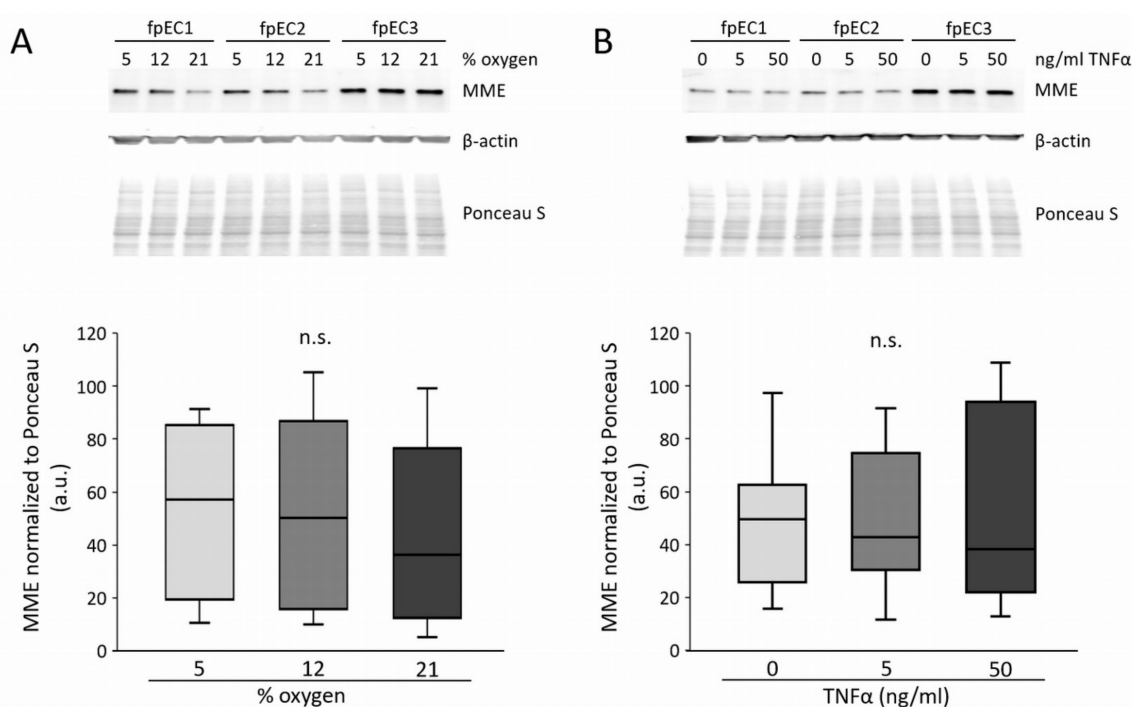 A
fpEC1 fpEC2 fpEC3
5 12 21 5 12 21 5 12 21 % oxygen
MME
β-actin
Ponceau S
MME normalized to Ponceau S
(a.u.)
120
100
80
60
40
20
0
n.s.
5 12 21
% oxygen
B
fpEC1 fpEC2 fpEC3
0 5 50 0 5 50 0 5 50 ng/ml TNFα
MME
β-actin
Ponceau S
MME normalized to Ponceau S
(a.u.)
120
100
80
60
40
20
0
n.s.
0 5 50
TNFα (ng/ml)